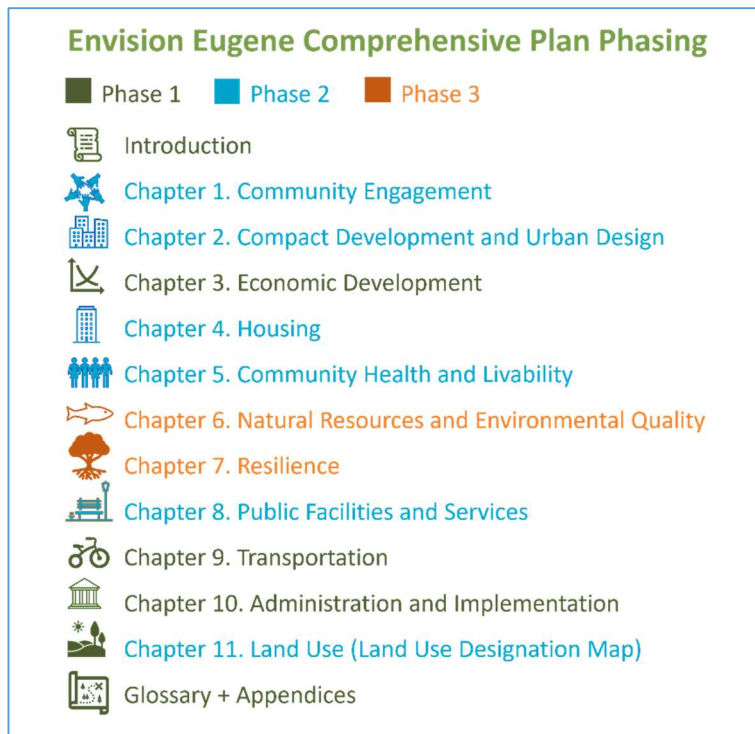 Envision Eugene Comprehensive Plan Phasing
Phase 1 Phase 2 Phase 3
Introduction
Chapter 1. Community Engagement
Chapter 2. Compact Development and Urban Design
Chapter 3. Economic Development
Chapter 4. Housing
Chapter 5. Community Health and Livability
Chapter 6. Natural Resources and Environmental Quality
Chapter 7. Resilience
Chapter 8. Public Facilities and Services
Chapter 9. Transportation
Chapter 10. Administration and Implementation
Chapter 11. Land Use (Land Use Designation Map)
Glossary + Appendices